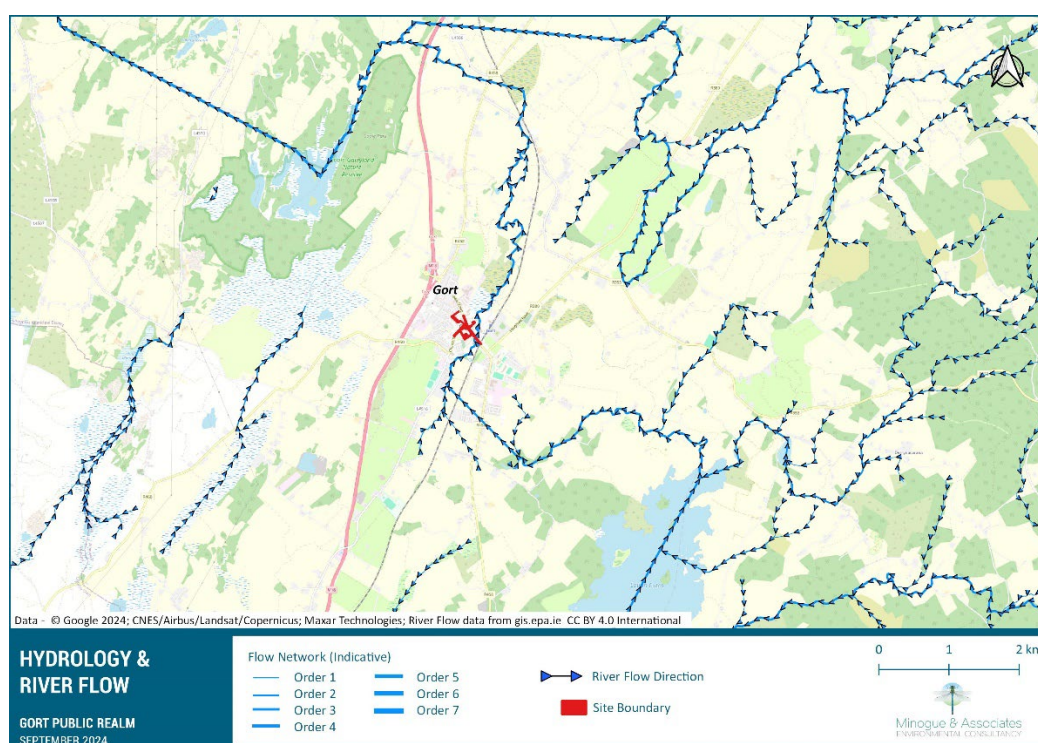 N
Gort
Data - © Google 2024; CNES/Airbus/Landsat/Copernicus; Maxar Technologies; River Flow data from gis.epa.ie CC BY 4.0 International
HYDROLOGY &
RIVER FLOW
GORT PUBLIC REALM
SEPTEMBER 2024
Flow Network (Indicative)
Order 1
Order 2
Order 3
Order 4
Order 5
Order 6
Order 7
River Flow Direction
Site Boundary
0 1 2 km
Minogue & Associates
ENVIRONMENTAL CONSULTANCY